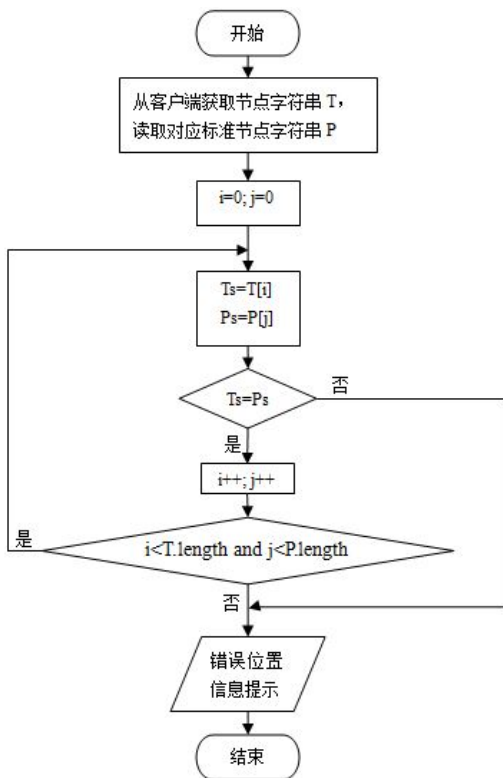 开始
从客户端获取节点字符串 T，
读取对应标准节点字符串 P
i=0; j=0
Ts=T[i]
Ps=P[j]
Ts=Ps
否
是
i++; j++
是
i<T.length and j<P.length
否
错误位置
信息提示
结束